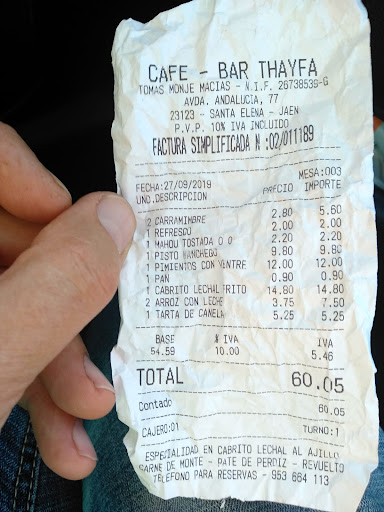 CAFE - BAR THAYFA
TOMAS MONJE MACIAS - N.I.F. 26738539-G
AVDA. ANDALUCIA, 77
23123 - SANTA ELENA - JAEN
P.V.P. 10% IVA INCLUIDO
FACTURA SIMPLIFICADA N :02/011189
FECHA:27/09/2019 MESA:003
UND.DESCRIPCION PRECIO IMPORTE
2 CARRAMIMBRE 2.80 5.60
1 REFRESCO 2.00 2.00
1 MAHOU TOSTADA 0 0 2.20 2.20
1 PISTO MANCHEGO 9.80 9.80
1 PIMIENTOS CON VENTRE 12.00 12.00
1 PAN 0.90 0.90
1 CABRITO LECHAL FRITO 14.80 14.80
2 ARROZ CON LECHE 3.75 7.50
1 TARTA DE CANELA 5.25 5.25
BASE % IVA IVA
54.59 10.00 5.46
TOTAL 60.05
Contado 60.05
CAJERO:01 TURNO:1
ESPECIALIDAD EN CABRITO LECHAL AL AJILLO
CARNE DE MONTE - PATE DE PERDIZ - REVUELTO
TELEFONO PARA RESERVAS - 953 664 113